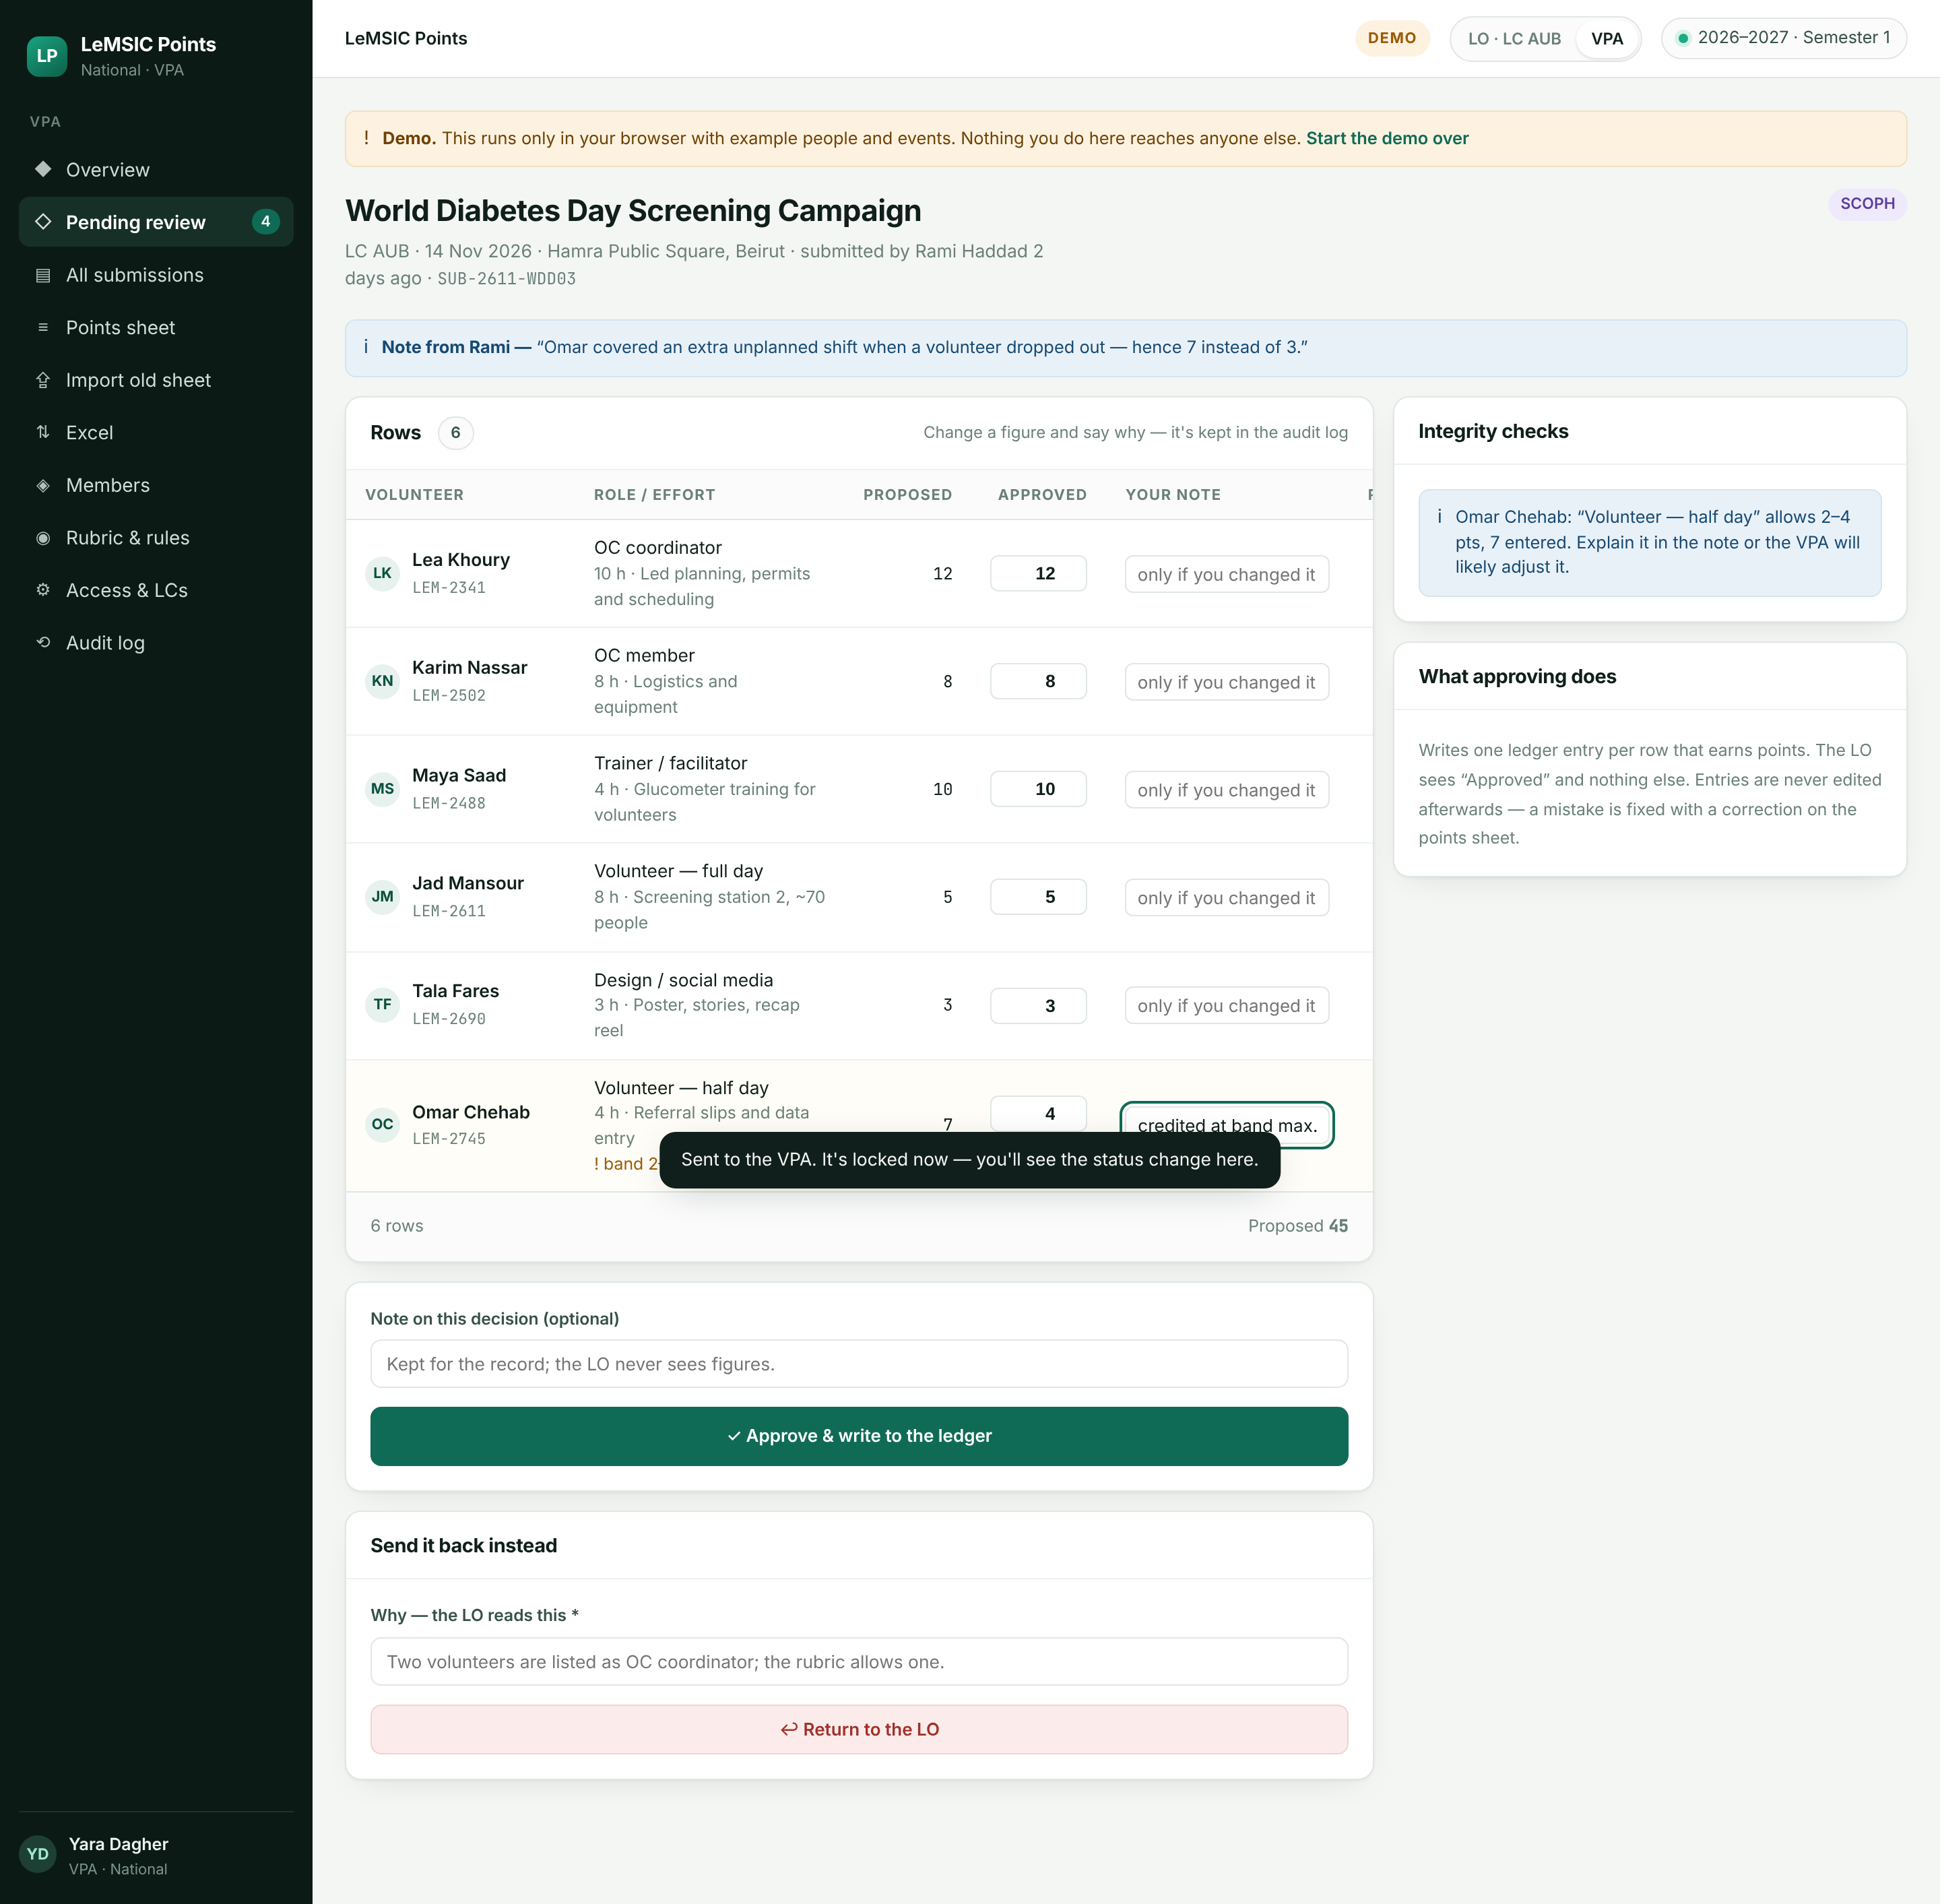 LP
LeMSIC Points
National · VPA
VPA
Overview
Pending review 4
All submissions
Points sheet
Import old sheet
Excel
Members
Rubric & rules
Access & LCs
Audit log
YD
Yara Dagher
VPA · National
LeMSIC Points
DEMO
LO · LC AUB VPA
2026–2027 · Semester 1
! Demo. This runs only in your browser with example people and events. Nothing you do here reaches anyone else. Start the demo over
World Diabetes Day Screening Campaign
SCOPH
LC AUB · 14 Nov 2026 · Hamra Public Square, Beirut · submitted by Rami Haddad 2
days ago · SUB-2611-WDD03
i Note from Rami — “Omar covered an extra unplanned shift when a volunteer dropped out — hence 7 instead of 3.”
Rows 6
Change a figure and say why — it's kept in the audit log
VOLUNTEER ROLE / EFFORT PROPOSED APPROVED YOUR NOTE
LK
Lea Khoury
LEM-2341
OC coordinator
10 h · Led planning, permits
and scheduling
12
12
only if you changed it
KN
Karim Nassar
LEM-2502
OC member
8 h · Logistics and
equipment
8
8
only if you changed it
MS
Maya Saad
LEM-2488
Trainer / facilitator
4 h · Glucometer training for
volunteers
10
10
only if you changed it
JM
Jad Mansour
LEM-2611
Volunteer — full day
8 h · Screening station 2, ~70
people
5
5
only if you changed it
TF
Tala Fares
LEM-2690
Design / social media
3 h · Poster, stories, recap
reel
3
3
only if you changed it
OC
Omar Chehab
LEM-2745
Volunteer — half day
4 h · Referral slips and data
entry
! band 2
7
4
credited at band max.
Sent to the VPA. It's locked now — you'll see the status change here.
6 rows
Proposed 45
Note on this decision (optional)
Kept for the record; the LO never sees figures.
✓ Approve & write to the ledger
Send it back instead
Why — the LO reads this *
Two volunteers are listed as OC coordinator; the rubric allows one.
↩ Return to the LO
Integrity checks
i Omar Chehab: “Volunteer — half day” allows 2–4
pts, 7 entered. Explain it in the note or the VPA will
likely adjust it.
What approving does
Writes one ledger entry per row that earns points. The LO
sees “Approved” and nothing else. Entries are never edited
afterwards — a mistake is fixed with a correction on the
points sheet.